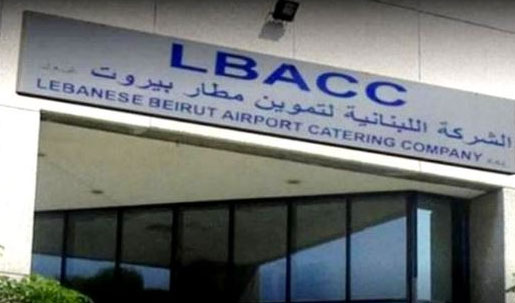 LBACC
الشركة اللبنانية لتموين مطار بيروت
LEBANESE BEIRUT AIRPORT CATERING COMPANY